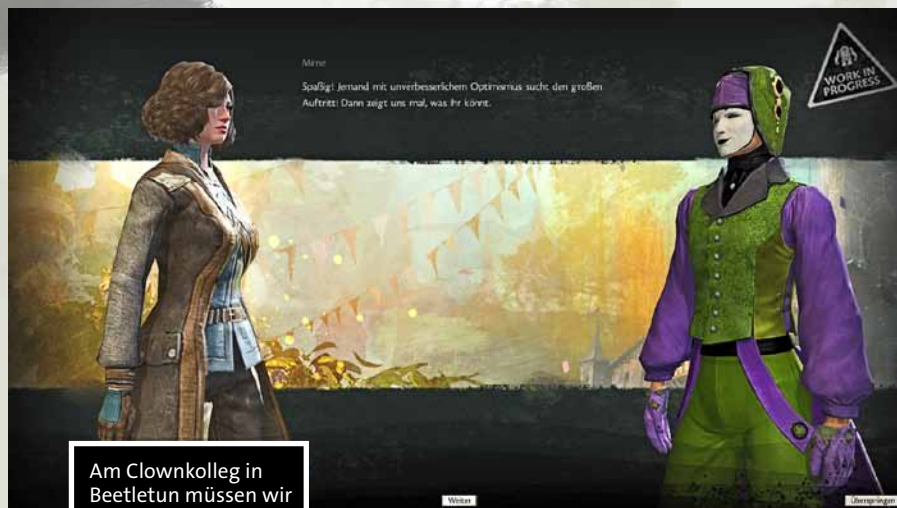 Mime
Spaßig! Jemand mit unverbesserlichem Optimismus sucht den großen
Auftritt! Dann zeigt uns mal, was ihr könnt.
WORK IN
PROGRESS
Am Clownkolleg in
Beetletun müssen wir
Weiter
Überspringen